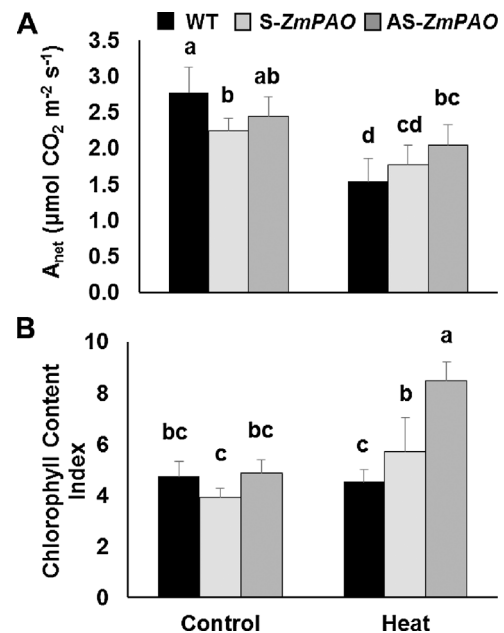 A
WT S-ZmPAO AS-ZmPAO
Anet (μmol CO2 m-2 s-1)
3.5
3.0
2.5
2.0
1.5
1.0
0.5
0.0
a
b
ab
d
cd
bc
B
Chlorophyll Content
Index
10
8
6
4
2
0
bc
c
bc
c
b
a
Control Heat